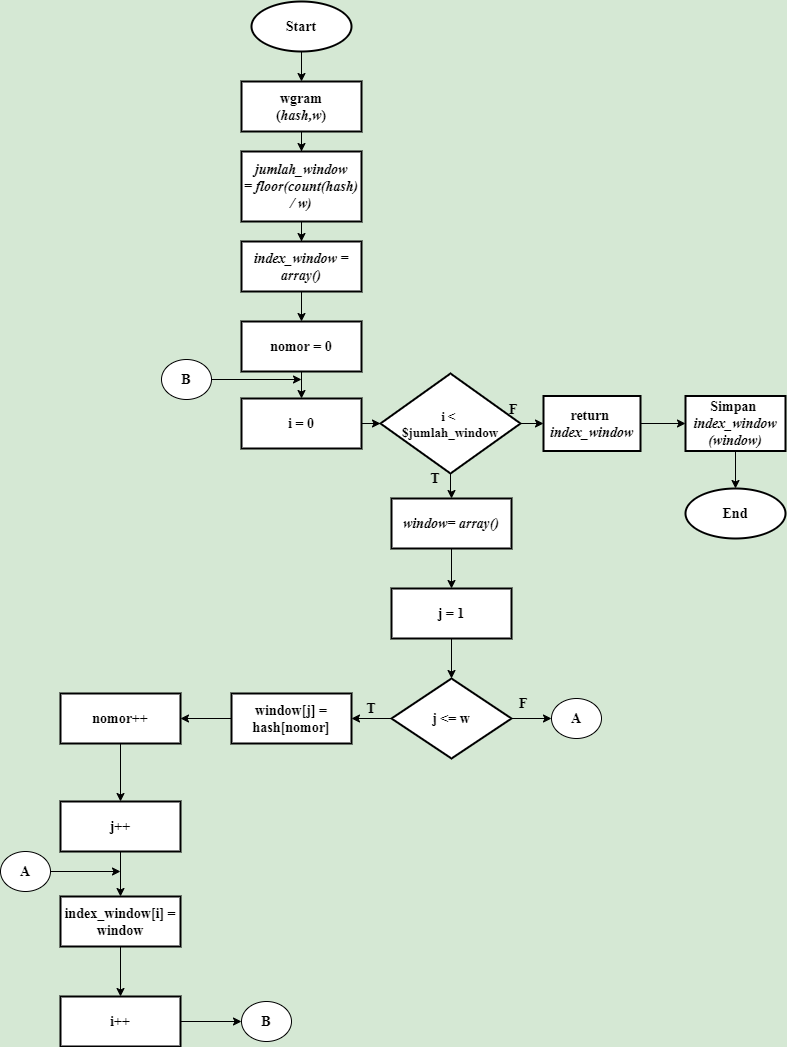 Start
wgram
(hash,w)
jumlah_window
= floor(count(hash)
/ w)
index_window =
array()
nomor = 0
B
i = 0
i <
$jumlah_window
F
return
index_window
Simpan
index_window
(window)
End
T
window= array()
j = 1
j <= w
F
A
T
window[j] =
hash[nomor]
nomor++
j++
A
index_window[i] =
window
i++
B